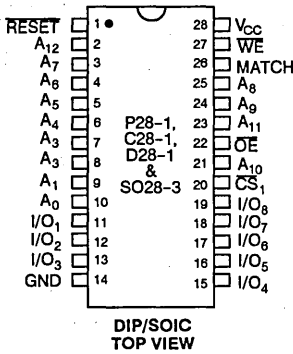 RESET 1 28 VCC
A12 2 27 WE
A7 3 26 MATCH
A6 4 25 A8
A5 5 24 A9
A4 6 P28-1, 23 A11
A3 7 C28-1, 22 OE
A3 8 D28-1 21 A10
A1 9 & 20 CS1
A0 10 SO28-3 19 I/O8
I/O1 11 18 I/O7
I/O2 12 17 I/O6
I/O3 13 16 I/O5
GND 14 15 I/O4
DIP/SOIC
TOP VIEW